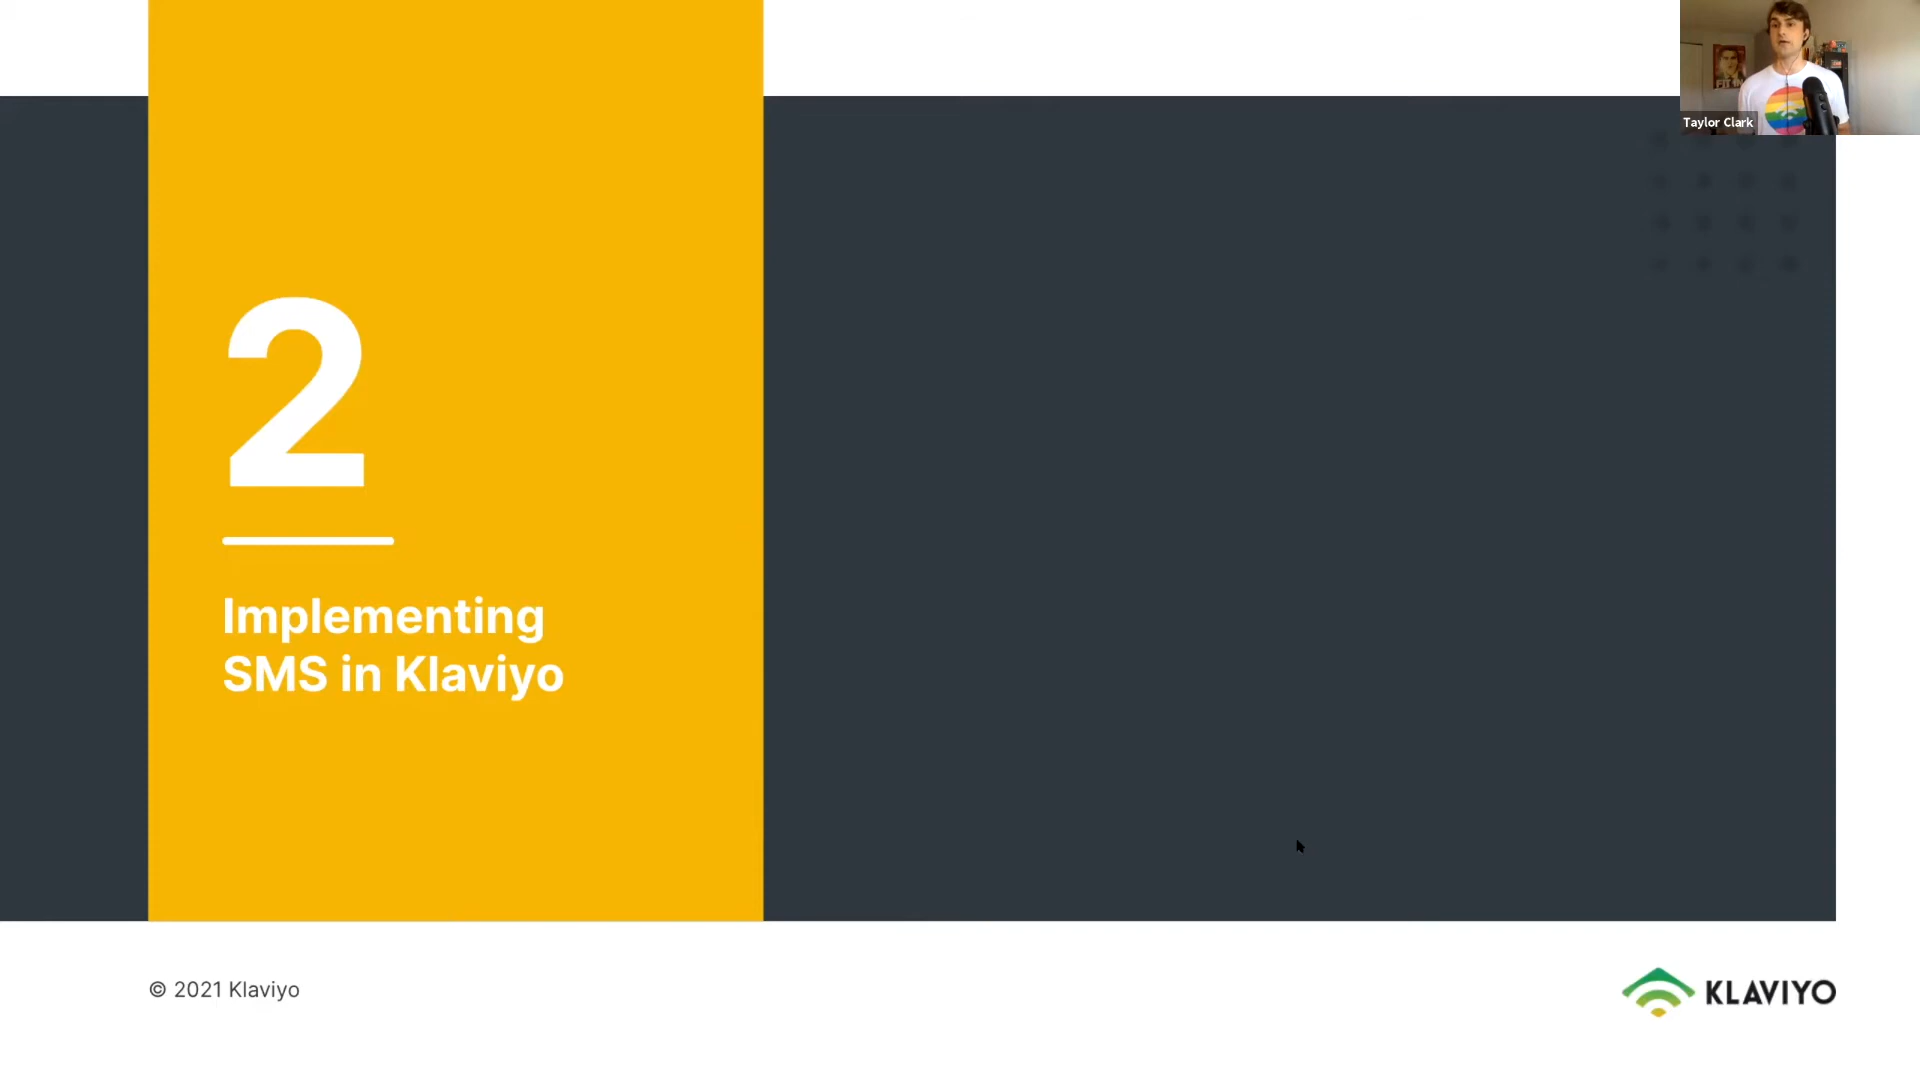 Taylor Clark
2
Implementing
SMS in Klaviyo
© 2021 Klaviyo
KLAVIYO